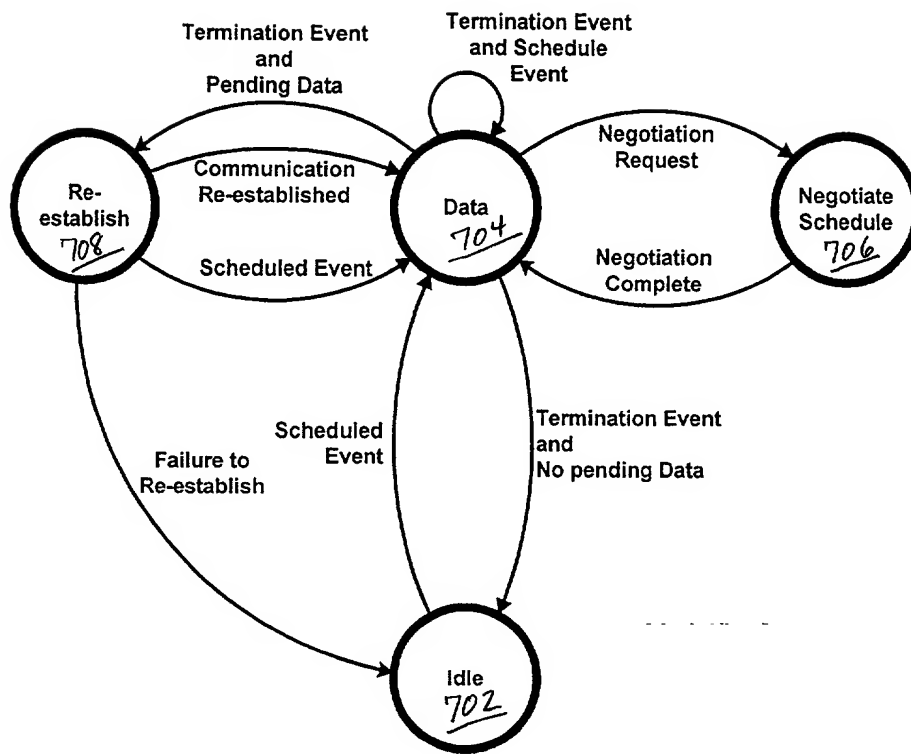 Termination Event
and
Pending Data
Termination Event
and Schedule
Event
Negotiation
Request
Communication
Re-established
Re-
establish
708
Data
704
Negotiate
Schedule
706
Scheduled Event
Negotiation
Complete
Scheduled
Event
Termination Event
and
No pending Data
Failure to
Re-establish
Idle
702